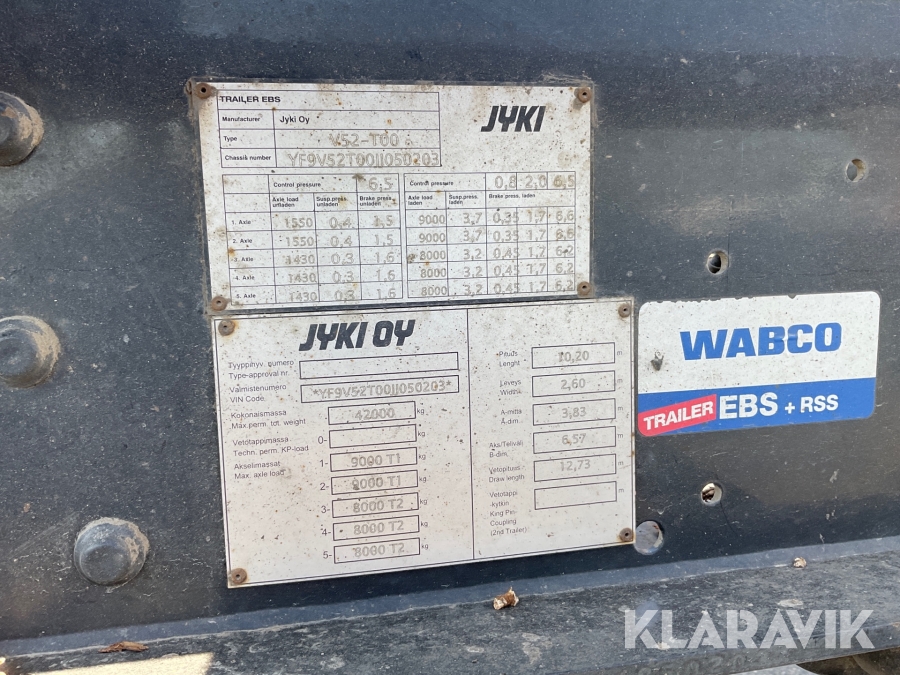 TRAILER EBS
Manufacturer Jyki Oy
JYKI
Type V52-T00
Chassis number YF9V52T00JJ050203
Control pressure 6,5 Control pressure 0,8 2,0 6,5
Axle load unladen Susp.press. unladen Brake press. unladen Axle load laden Susp.press. laden Brake press. laden
1. Axle 1550 0,4 1,5 9000 3,7 0,35 1,7 6,6
2. Axle 1550 0,4 1,5 9000 3,7 0,35 1,7 6,6
3. Axle 1430 0,3 1,6 8000 3,2 0,45 1,7 6,2
4. Axle 1430 0,3 1,6 8000 3,2 0,45 1,7 6,2
5. Axle 1430 0,3 1,6 8000 3,2 0,45 1,7 6,2
JYKI OY
Tyyppihyv. numero
Type-approval nr.
Valmistenumero
VIN Code. *YF9V52T00JJ050203*
Kokonaismassa
Max.perm. tot. weight 42000 kg
Vetotappimassa
Techn. perm. KP-load 0- kg
Akselimassat
Max. axle load
1- 9000 T1 kg
2- 9000 T1 kg
3- 8000 T2 kg
4- 8000 T2 kg
5- 8000 T2 kg
Pituus
Lenght 10,20 m
Leveys
Width 2,60 m
A-mitta
A-dim. 3,83 m
Aks/Teliväli
B-dim. 6,57 m
Vetopituus
Draw length 12,73 m
Vetotappi
-kytkin m
King Pin-
Coupling
(2nd Trailer)
WABCO
TRAILER EBS + RSS
KLARAVIK